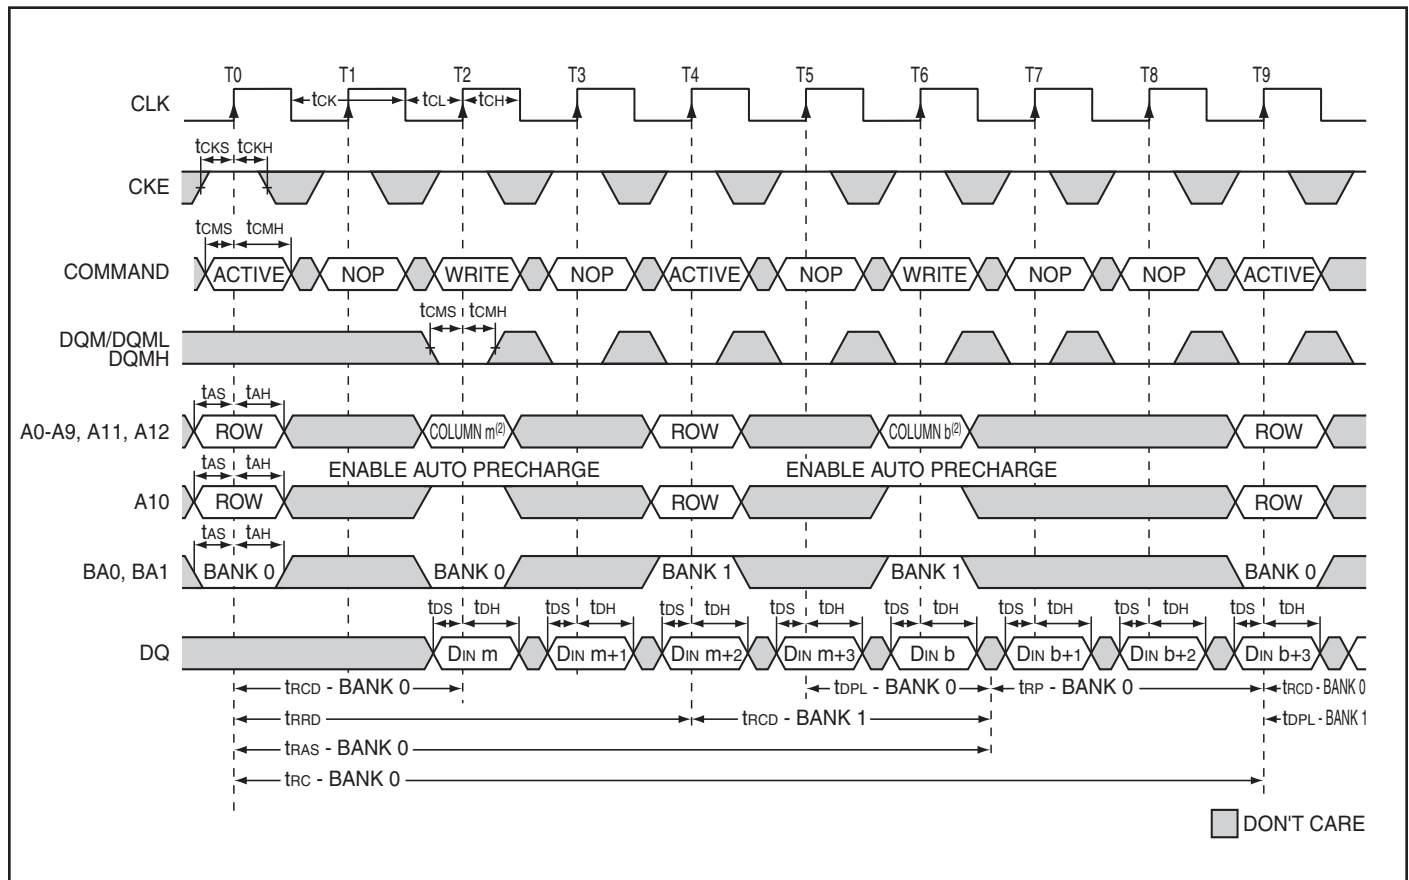 T0 T1 T2 T3 T4 T5 T6 T7 T8 T9
CLK
tCK tCL tCH
tCKS tCKH
CKE
tCMS tCMH
COMMAND ACTIVE NOP WRITE NOP ACTIVE NOP WRITE NOP NOP ACTIVE
tCMS tCMH
DQM/DQML
DQMH
tAS tAH
A0-A9, A11, A12 ROW COLUMN m(2) ROW COLUMN b(2) ROW
tAS tAH ENABLE AUTO PRECHARGE ENABLE AUTO PRECHARGE
A10 ROW ROW ROW
tAS tAH
BA0, BA1 BANK 0 BANK 0 BANK 1 BANK 1 BANK 0
tDS tDH tDS tDH tDS tDH tDS tDH tDS tDH tDS tDH tDS tDH tDS tDH
DQ DIN m DIN m+1 DIN m+2 DIN m+3 DIN b DIN b+1 DIN b+2 DIN b+3
tRCD - BANK 0 tDPL - BANK 0 tRP - BANK 0 tRCD - BANK 0
tRRD tRCD - BANK 1 tDPL - BANK 1
tRAS - BANK 0
tRC - BANK 0
DON'T CARE